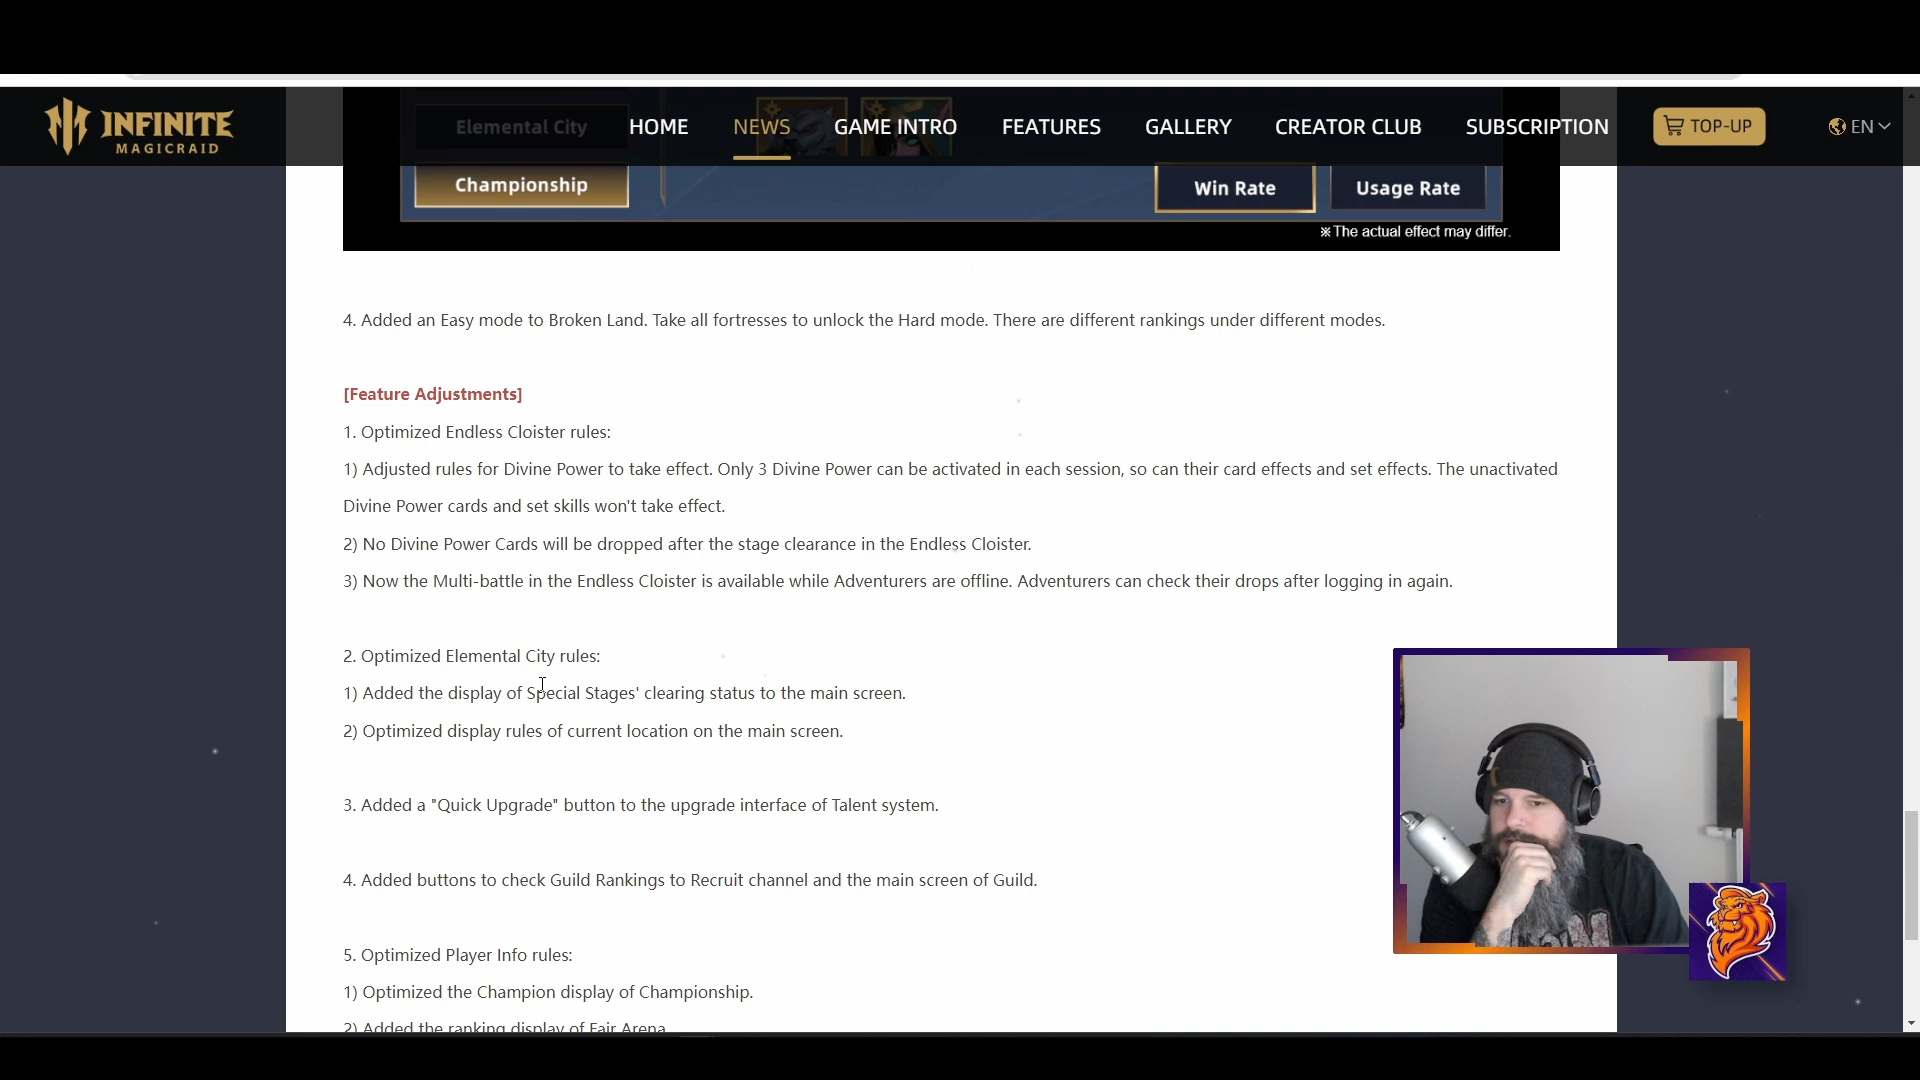 INFINITE
MAGICRAID
HOME
NEWS
GAME INTRO
FEATURES
GALLERY
CREATOR CLUB
SUBSCRIPTION
TOP-UP
EN
Elemental City
Championship
Win Rate
Usage Rate
※The actual effect may differ.
4. Added an Easy mode to Broken Land. Take all fortresses to unlock the Hard mode. There are different rankings under different modes.
[Feature Adjustments]
1. Optimized Endless Cloister rules:
1) Adjusted rules for Divine Power to take effect. Only 3 Divine Power can be activated in each session, so can their card effects and set effects. The unactivated
Divine Power cards and set skills won't take effect.
2) No Divine Power Cards will be dropped after the stage clearance in the Endless Cloister.
3) Now the Multi-battle in the Endless Cloister is available while Adventurers are offline. Adventurers can check their drops after logging in again.
2. Optimized Elemental City rules:
1) Added the display of Special Stages' clearing status to the main screen.
2) Optimized display rules of current location on the main screen.
3. Added a "Quick Upgrade" button to the upgrade interface of Talent system.
4. Added buttons to check Guild Rankings to Recruit channel and the main screen of Guild.
5. Optimized Player Info rules:
1) Optimized the Champion display of Championship.
2) Added the ranking display of Fair Arena